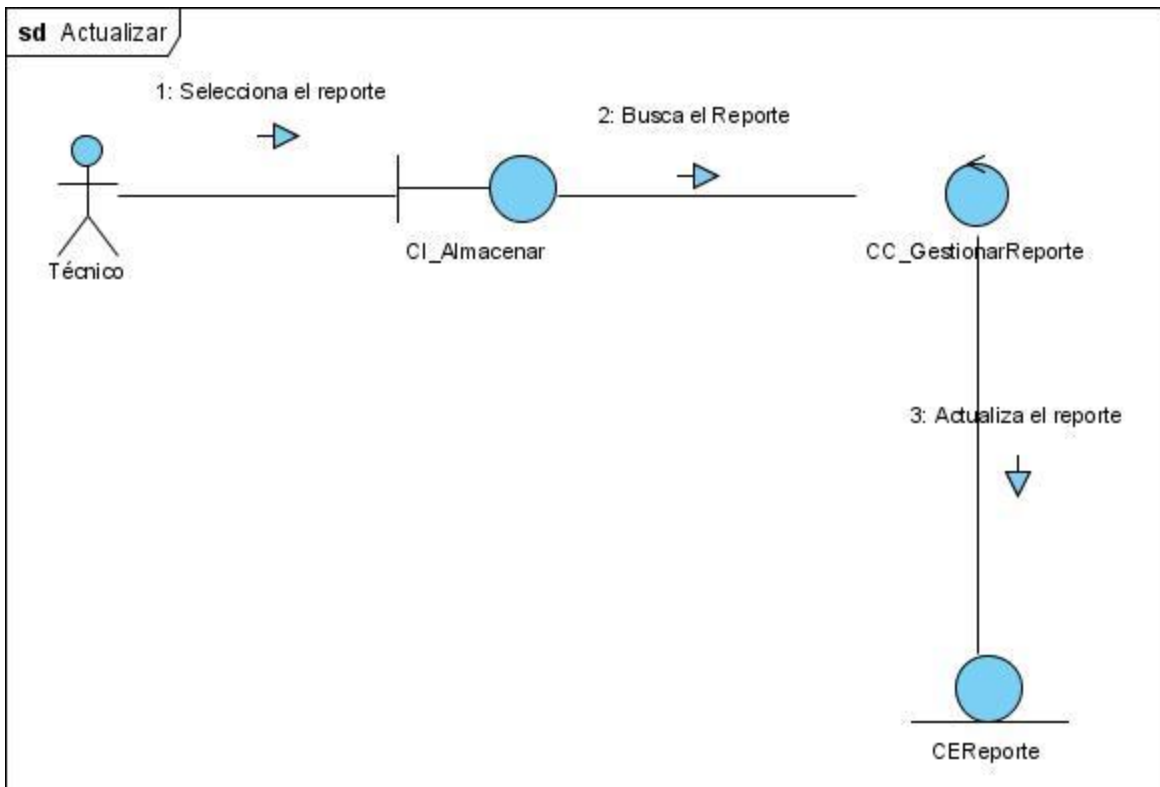 sd Actualizar
1: Selecciona el reporte
2: Busca el Reporte
Técnico
CI_Almacenar
CC_GestionarReporte
3: Actualiza el reporte
CEReporte